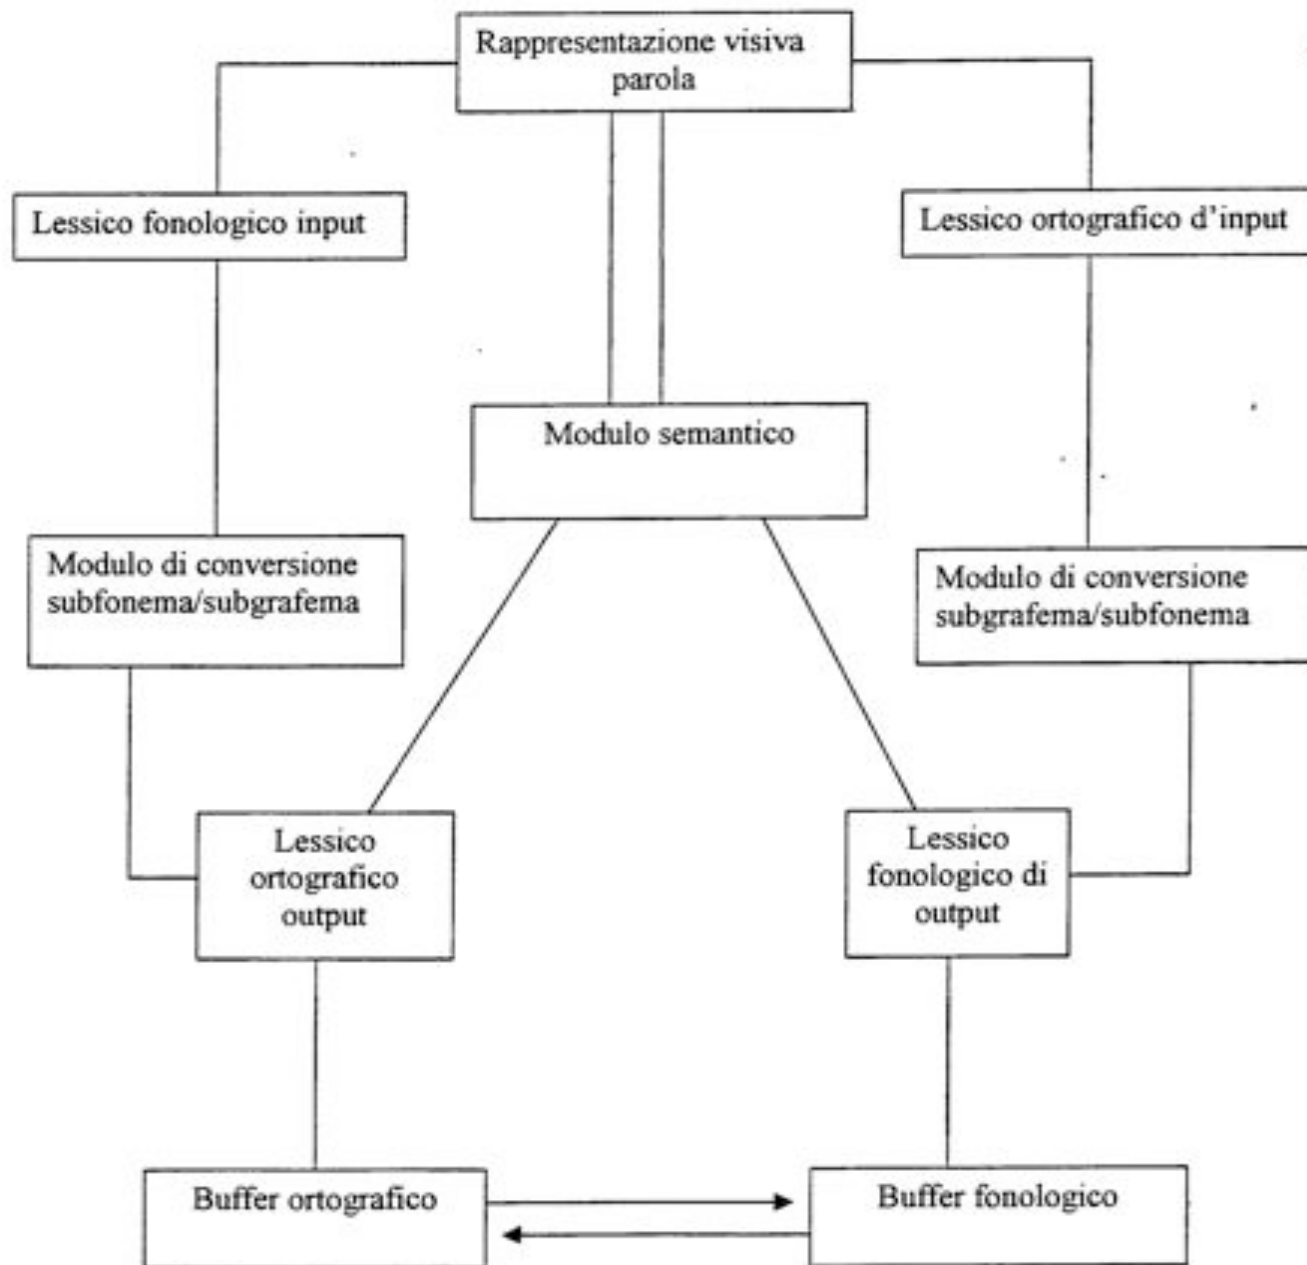 Rappresentazione visiva
parola
Lessico fonologico input
Lessico ortografico d'input
Modulo semantico
Modulo di conversione
subfonema/subgrafema
Modulo di conversione
subgrafema/subfonema
Lessico
ortografico
output
Lessico
fonologico di
output
Buffer ortografico
Buffer fonologico